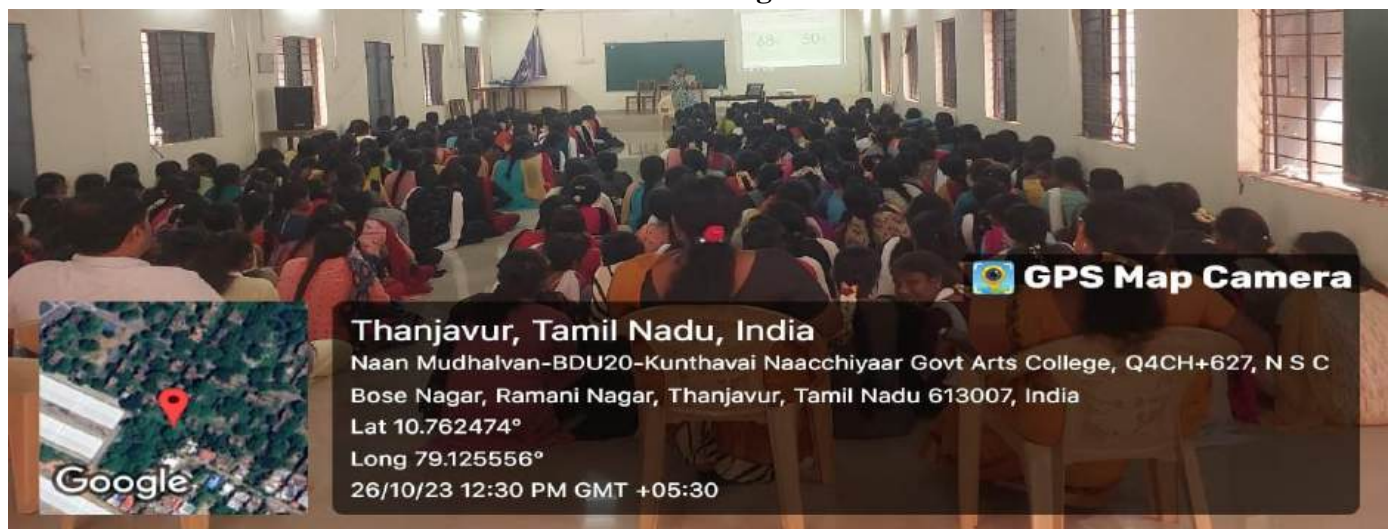 68 50
GPS Map Camera
Thanjavur, Tamil Nadu, India
Naan Mudhalvan-BDU20-Kunthavai Naacchiyaar Govt Arts College, Q4CH+627, N S C
Bose Nagar, Ramani Nagar, Thanjavur, Tamil Nadu 613007, India
Lat 10.762474°
Long 79.125556°
26/10/23 12:30 PM GMT +05:30
Google